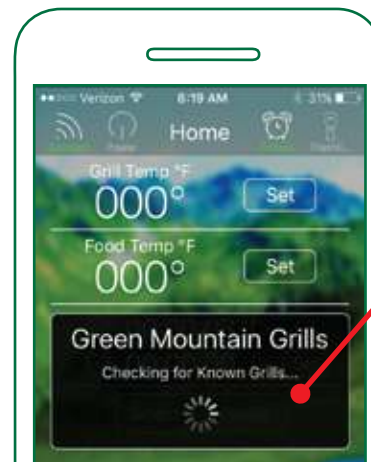 Verizon 6:19 AM 31%
Home
Grill Temp °F
000° Set
Food Temp °F
000° Set
Green Mountain Grills
Checking for Known Grills...